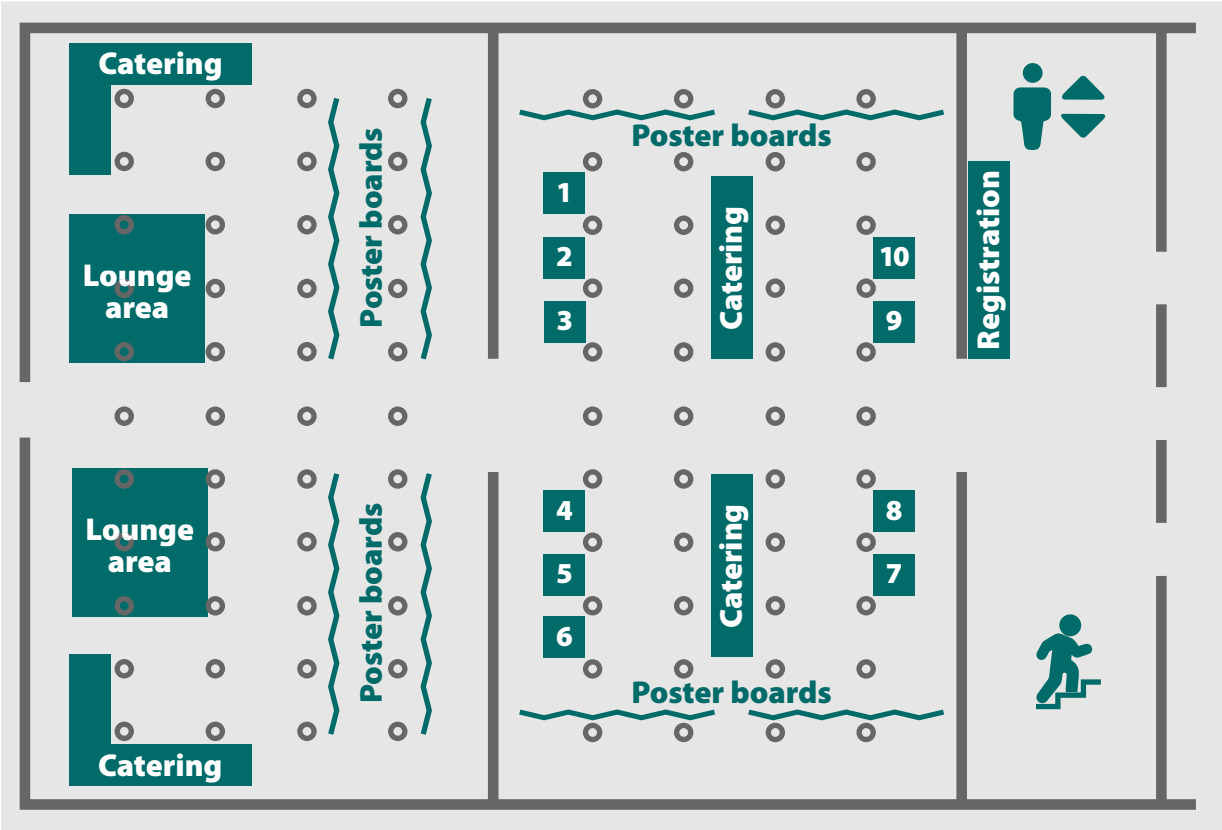 Catering
Poster boards
Poster boards
1
Catering
Registration
2
10
Lounge
area
3
9
4
8
Lounge
area
Poster boards
Catering
5
7
6
Poster boards
Catering